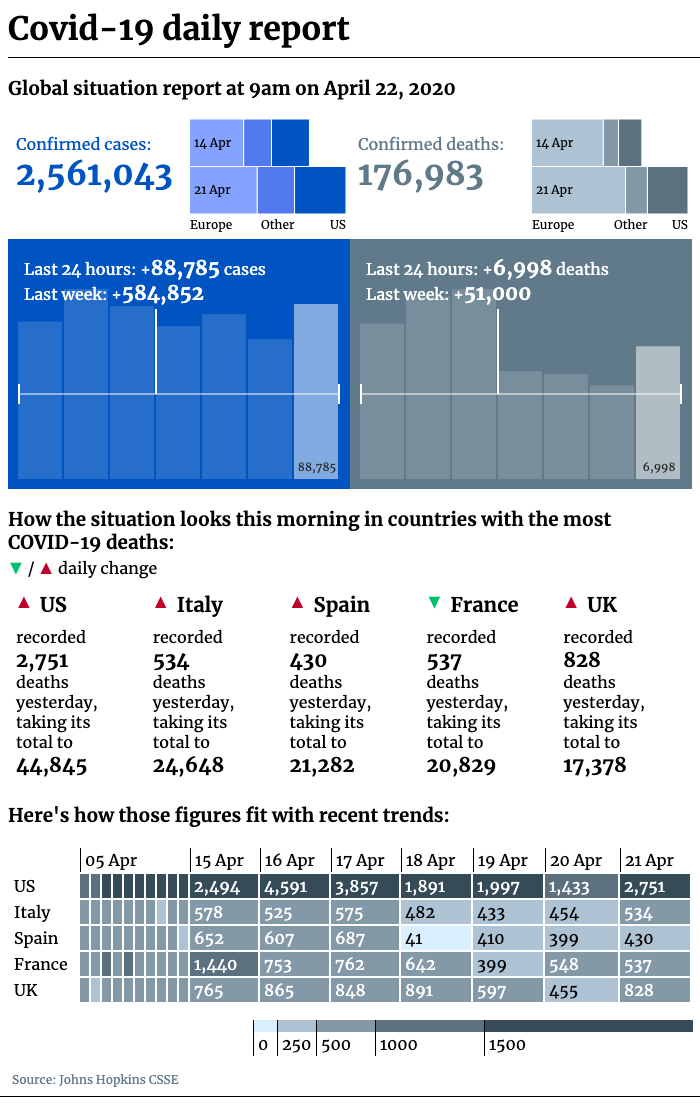 Covid-19 daily report
Global situation report at 9am on April 22, 2020
Confirmed cases:
2,561,043
14 Apr
21 Apr
Europe Other US
Confirmed deaths:
176,983
14 Apr
21 Apr
Europe Other US
Last 24 hours: +88,785 cases
Last week: +584,852
88,785
Last 24 hours: +6,998 deaths
Last week: +51,000
6,998
How the situation looks this morning in countries with the most
COVID-19 deaths:
▼ / ▲ daily change
▲ US
recorded
2,751
deaths
yesterday,
taking its
total to
44,845
▲ Italy
recorded
534
deaths
yesterday,
taking its
total to
24,648
▲ Spain
recorded
430
deaths
yesterday,
taking its
total to
21,282
▼ France
recorded
537
deaths
yesterday,
taking its
total to
20,829
▲ UK
recorded
828
deaths
yesterday,
taking its
total to
17,378
Here's how those figures fit with recent trends:
05 Apr 15 Apr 16 Apr 17 Apr 18 Apr 19 Apr 20 Apr 21 Apr
US 2,494 4,591 3,857 1,891 1,997 1,433 2,751
Italy 578 525 575 482 433 454 534
Spain 652 607 687 41 410 399 430
France 1,440 753 762 642 399 548 537
UK 765 865 848 891 597 455 828
0 250 500 1000 1500
Source: Johns Hopkins CSSE